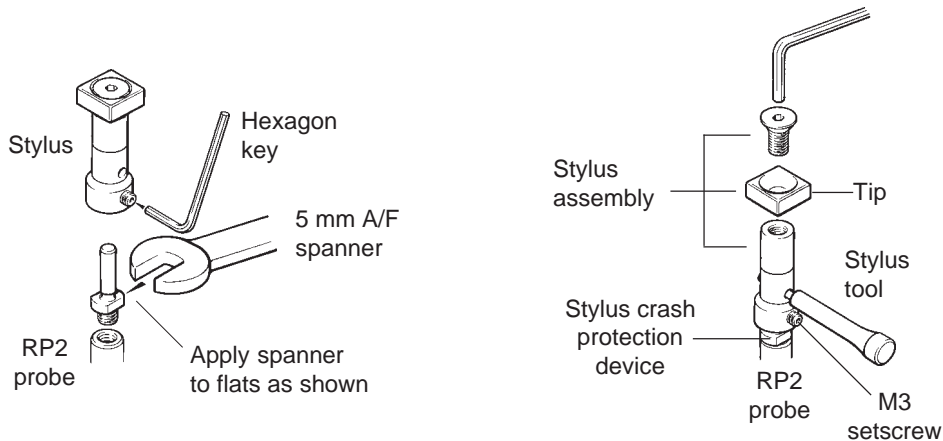 Stylus
Hexagon
key
5 mm A/F
spanner
RP2
probe
Apply spanner
to flats as shown
Stylus
assembly
Tip
Stylus
tool
Stylus crash
protection
device
RP2
probe
M3
setscrew